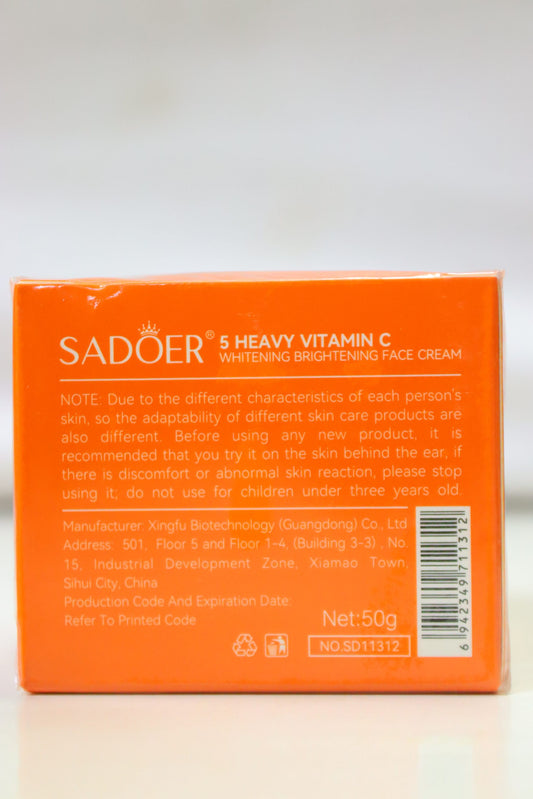 SADOER® 5 HEAVY VITAMIN C
WHITENING BRIGHTENING FACE CREAM
NOTE: Due to the different characteristics of each person's
skin, so the adaptability of different skin care products are
also different. Before using any new product, it is
recommended that you try it on the skin behind the ear, if
there is discomfort or abnormal skin reaction, please stop
using it; do not use for children under three years old.
Manufacturer: Xingfu Biotechnology (Guangdong) Co., Ltd
Address: 501, Floor 5 and Floor 1-4, (Building 3-3) , No.
15, Industrial Development Zone, Xiamao Town
Sihui City, China
Production Code And Expiration Date:
Refer To Printed Code
Net:50g
NO.SD11312
6 942349 711312